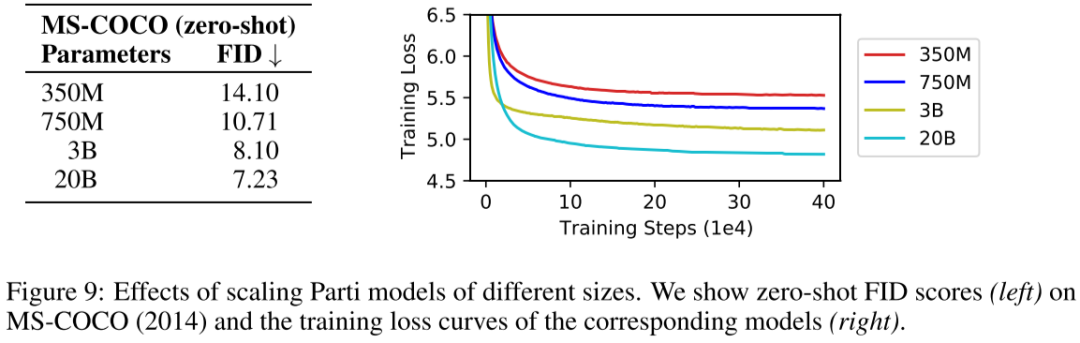 MS-COCO (zero-shot)
Parameters FID ↓
350M 14.10
750M 10.71
3B 8.10
20B 7.23
6.5
6.0
5.5
5.0
4.5
Training Loss
0 10 20 30 40
Training Steps (1e4)
350M
750M
3B
20B
Figure 9: Effects of scaling Parti models of different sizes. We show zero-shot FID scores (left) on
MS-COCO (2014) and the training loss curves of the corresponding models (right).